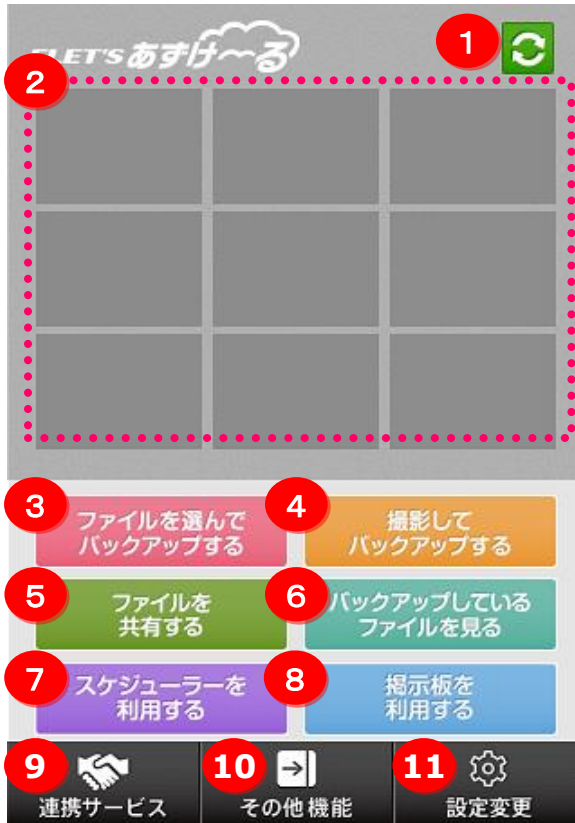 1
FLET'S あずけ〜る
2
3
4
ファイルを選んで
バックアップする
撮影して
バックアップする
5
6
ファイルを
共有する
バックアップしている
ファイルを見る
7
8
スケジューラーを
利用する
掲示板を
利用する
9
10
11
連携サービス
その他機能
設定変更